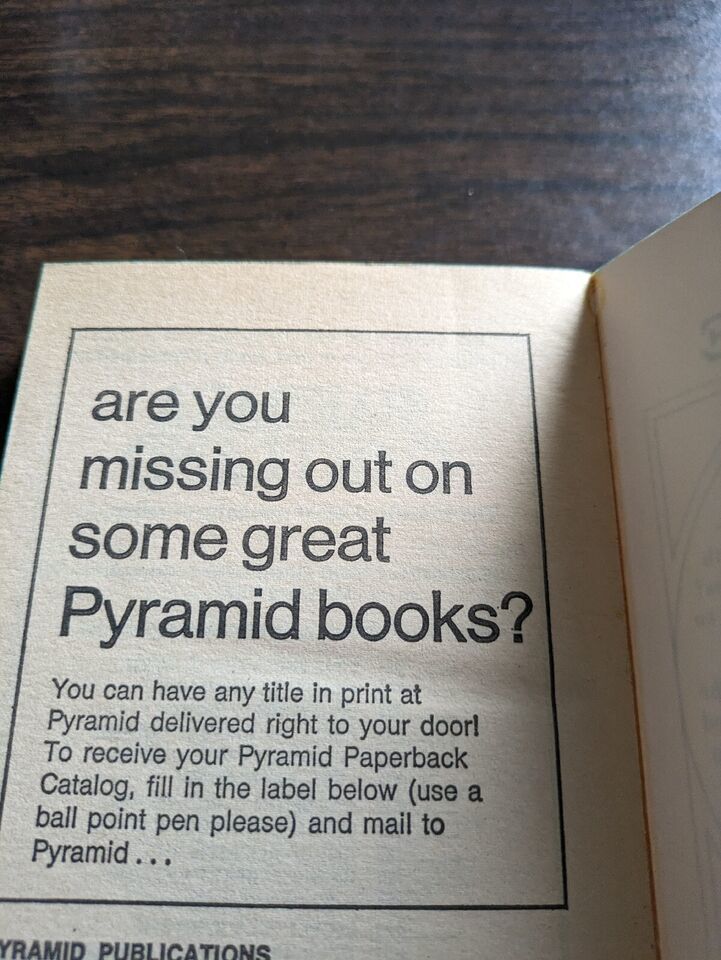 are you
missing out on
some great
Pyramid books?
You can have any title in print at
Pyramid delivered right to your door!
To receive your Pyramid Paperback
Catalog, fill in the label below (use a
ball point pen please) and mail to
Pyramid...
YRAMID PUBLICATIONS